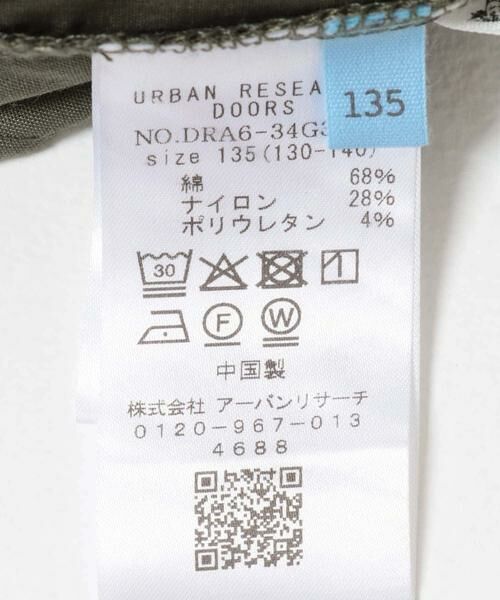 URBAN RESEA
DOORS
135
NO.DRA6-34G
size 135(130-140)
綿 68%
ナイロン 28%
ポリウレタン 4%
30
F W
中国製
株式会社 アーバンリサーチ
0120-967-013
4688